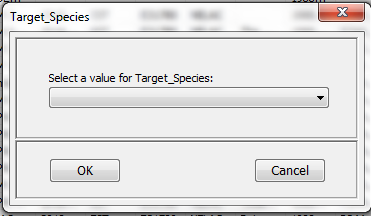 Target_Species
Select a value for Target_Species:
OK
Cancel